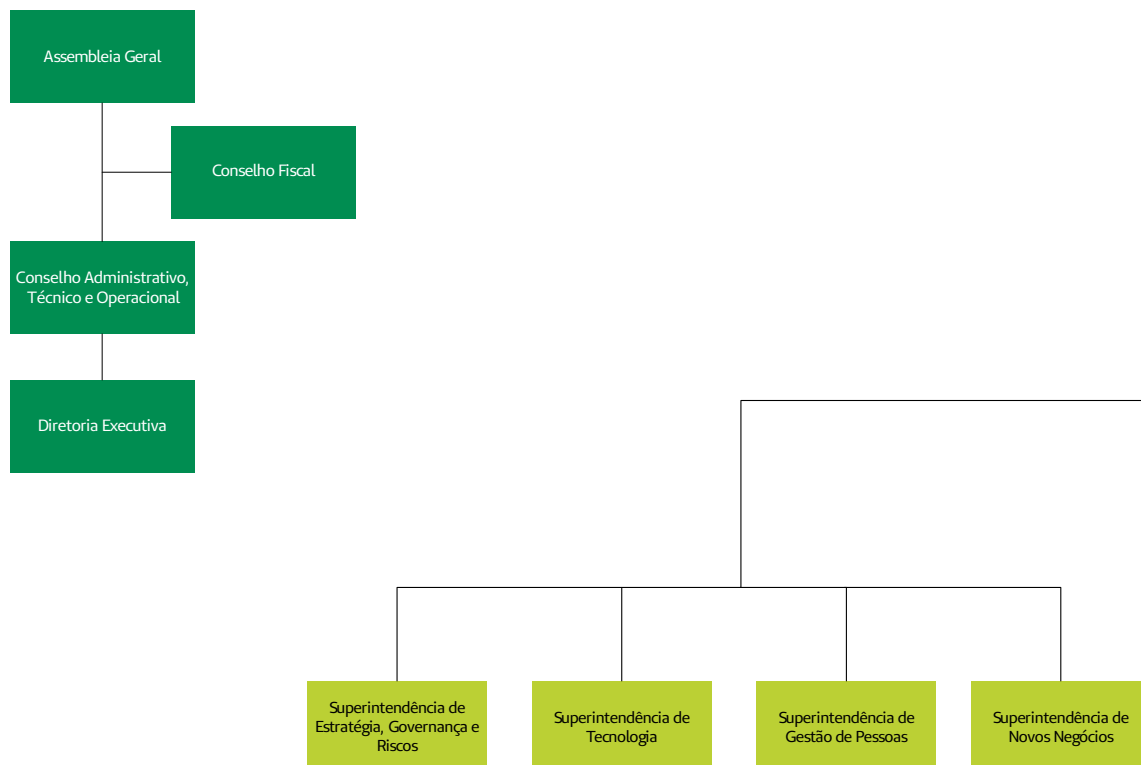 Assembleia Geral
Conselho Fiscal
Conselho Administrativo,
Técnico e Operacional
Diretoria Executiva
Superintendência de
Estratégia, Governança e
Riscos
Superintendência de
Tecnologia
Superintendência de
Gestão de Pessoas
Superintendência de
Novos Negócios